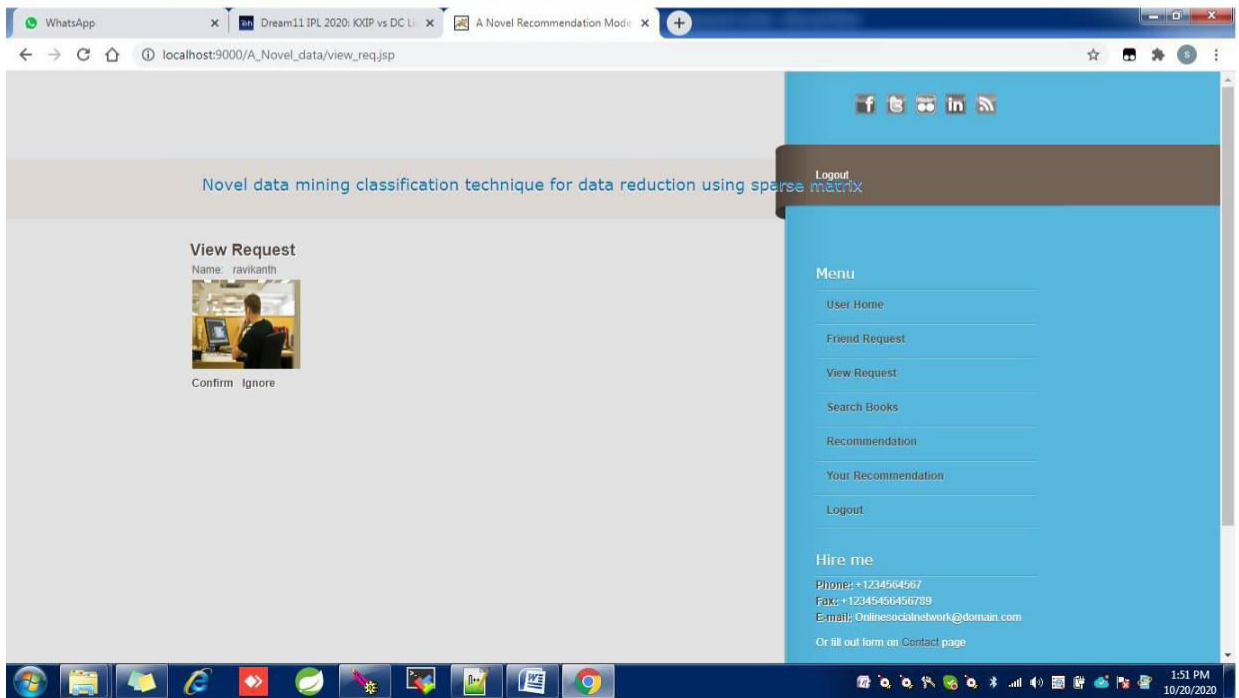 WhatsApp
Dream11 IPL 2020: KXIP vs DC Li
A Novel Recommendation Mode
localhost:9000/A_Novel_data/view_req.jsp
Logout
Novel data mining classification technique for data reduction using sparse matrix
View Request
Name: ravikanth
Confirm Ignore
Menu
User Home
Friend Request
View Request
Search Books
Recommendation
Your Recommendation
Logout
Hire me
Phone: +1234564567
Fax: +12345456456789
E-mail: Onlinesocialnetwork@domain.com
Or fill out form on Contact page
1:51 PM
10/20/2020